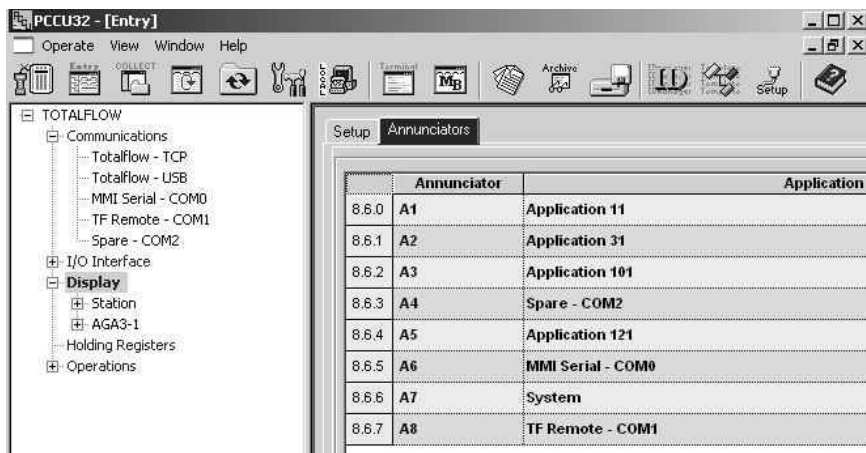 PCCU32 - [Entry]
Operate View Window Help
Entry COLLECT Terminal MB Archive Setup
TOTALFLOW
Communications
Totalflow - TCP
Totalflow - USB
MMI Serial - COM0
TF Remote - COM1
Spare - COM2
I/O Interface
Display
Station
AGA3-1
Holding Registers
Operations
Setup Annunciators
Annunciator Application
8.6.0 A1 Application 11
8.6.1 A2 Application 31
8.6.2 A3 Application 101
8.6.3 A4 Spare - COM2
8.6.4 A5 Application 121
8.6.5 A6 MMI Serial - COM0
8.6.6 A7 System
8.6.7 A8 TF Remote - COM1